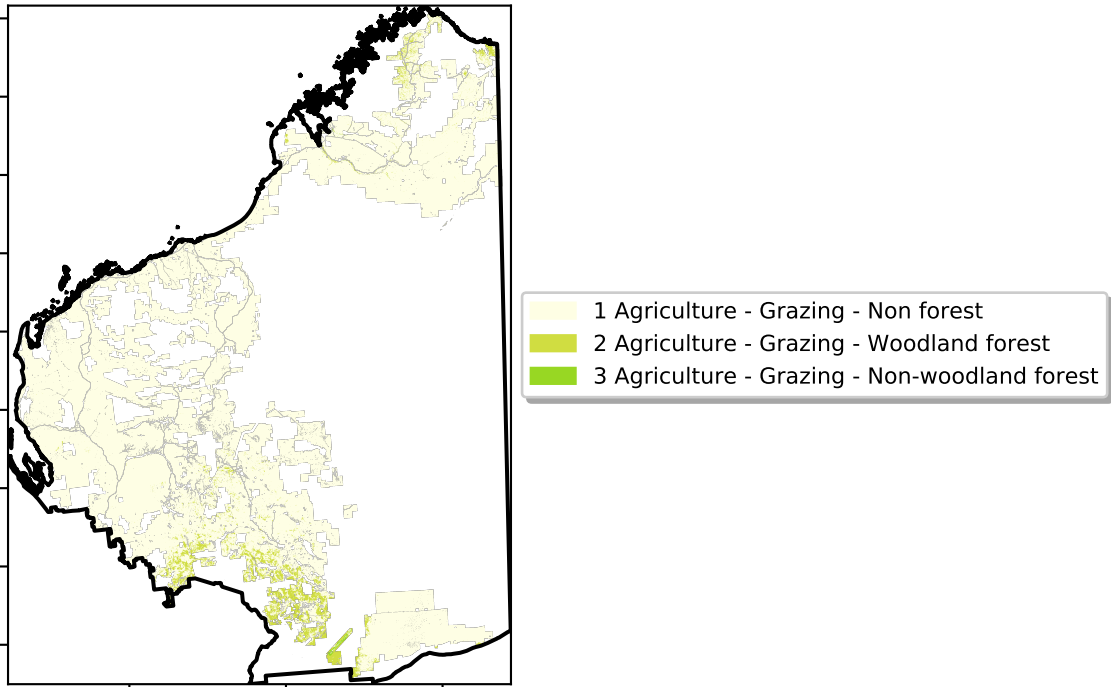 1 Agriculture - Grazing - Non forest
2 Agriculture - Grazing - Woodland forest
3 Agriculture - Grazing - Non-woodland forest